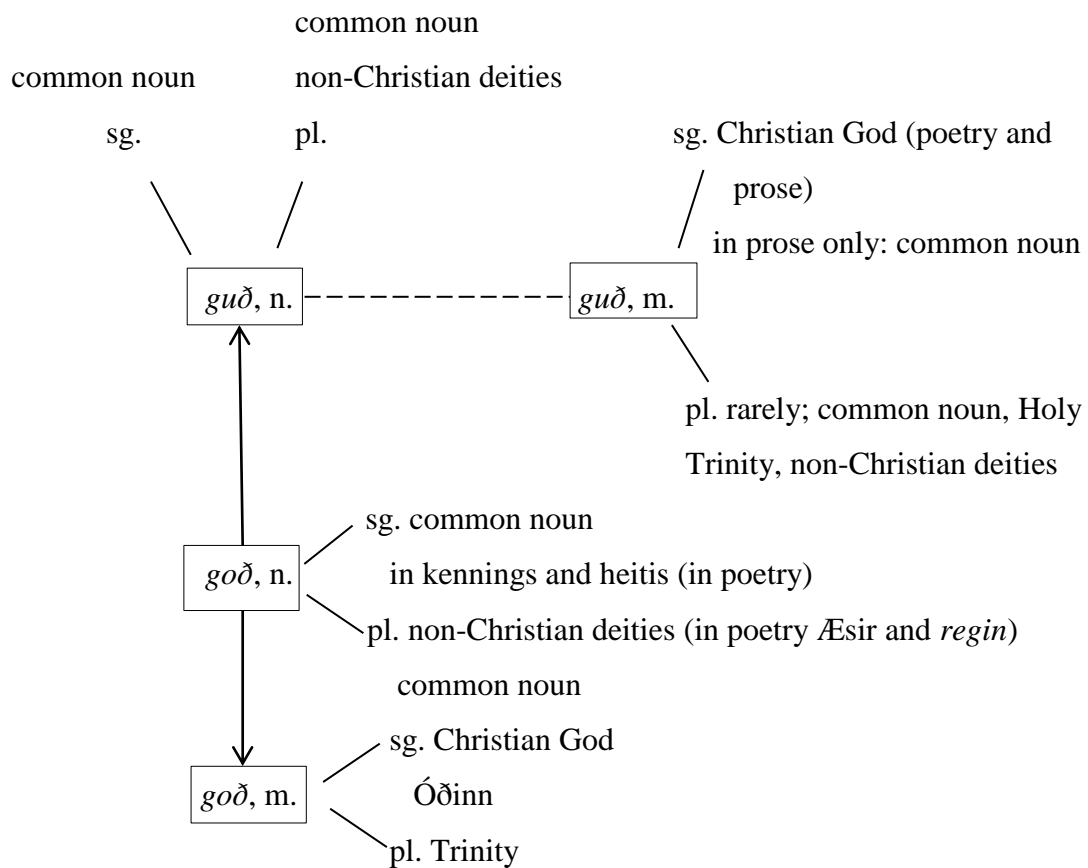 common noun
common noun
non-Christian deities
sg.
pl.
sg. Christian God (poetry and
prose)
in prose only: common noun
guð, n.
guð, m.
pl. rarely; common noun, Holy
Trinity, non-Christian deities
sg. common noun
goð, n.
in kennings and heitis (in poetry)
pl. non-Christian deities (in poetry Æsir and regin)
common noun
sg. Christian God
goð, m.
Óðinn
pl. Trinity